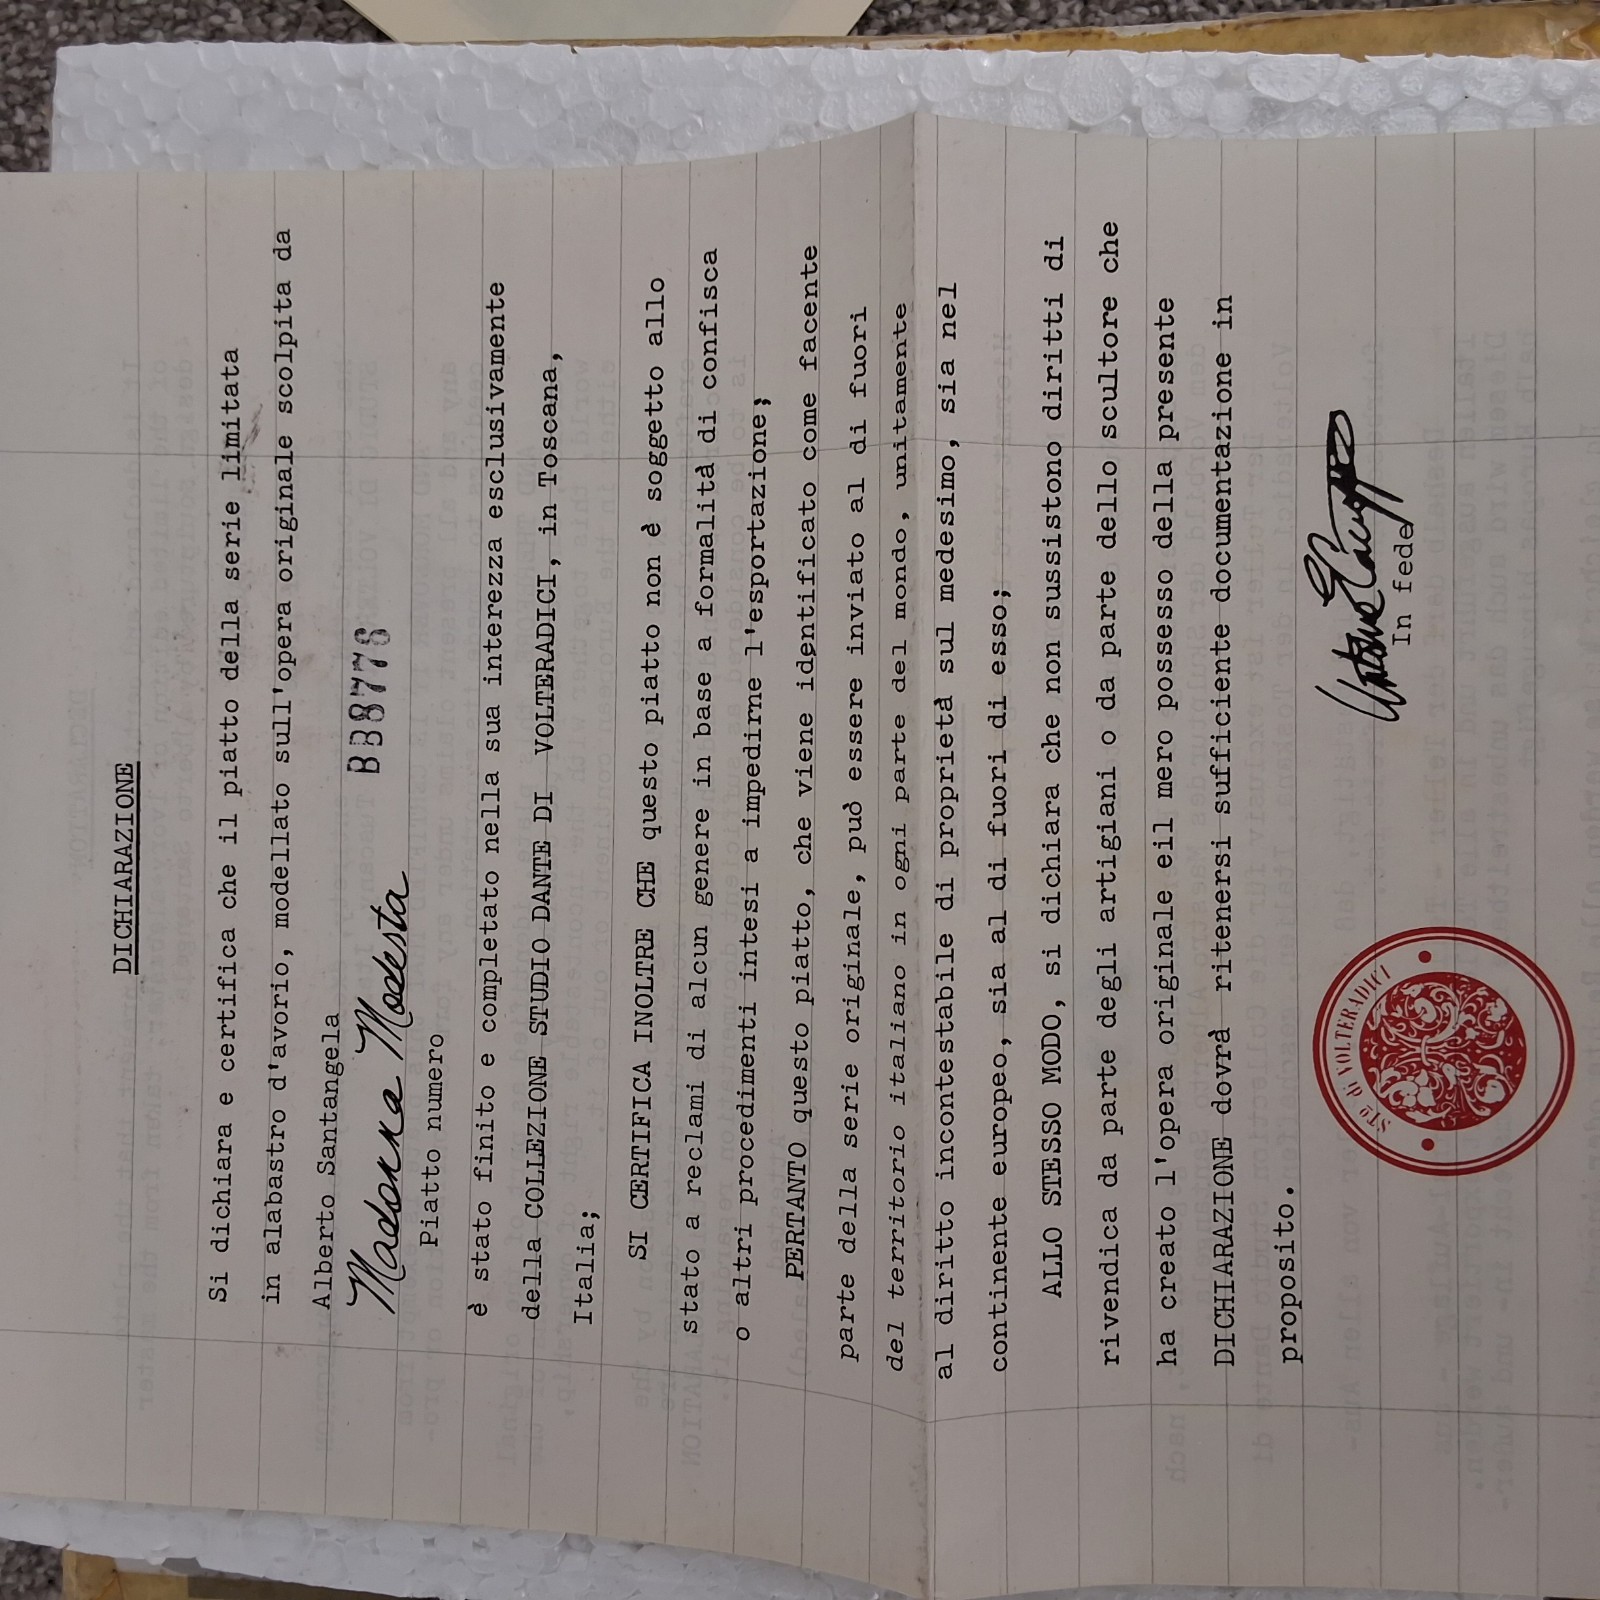 DICHIARAZIONE
Si dichiara e certifica che il piatto della serie limitata
in alabastro d'avorio, modellato sull'opera originale scolpita da
Alberto Santangela
Madonna Modesta BB8776
Piatto numero
è stato finito e completato nella sua interezza esclusivamente
della COLLEZIONE STUDIO DANTE DI VOLTERADICI, in Toscana,
Italia;
SI CERTIFICA INOLTRE CHE questo piatto non è soggetto allo
stato a reclami di alcun genere in base a formalità di confisca
o altri procedimenti intesi a impedirne l'esportazione;
PERTANTO questo piatto, che viene identificato come facente
parte della serie originale, può essere inviato al di fuori
del territorio italiano in ogni parte del mondo, unitamente
al diritto incontestabile di proprietà sul medesimo, sia nel
continente europeo, sia al di fuori di esso;
ALLO STESSO MODO, si dichiara che non sussistono diritti di
rivendica da parte degli artigiani o da parte dello scultore che
ha creato l'opera originale eil mero possesso della presente
DICHIARAZIONE dovrà ritenersi sufficiente documentazione in
proposito.
In fede
STO di VOLTERADICI